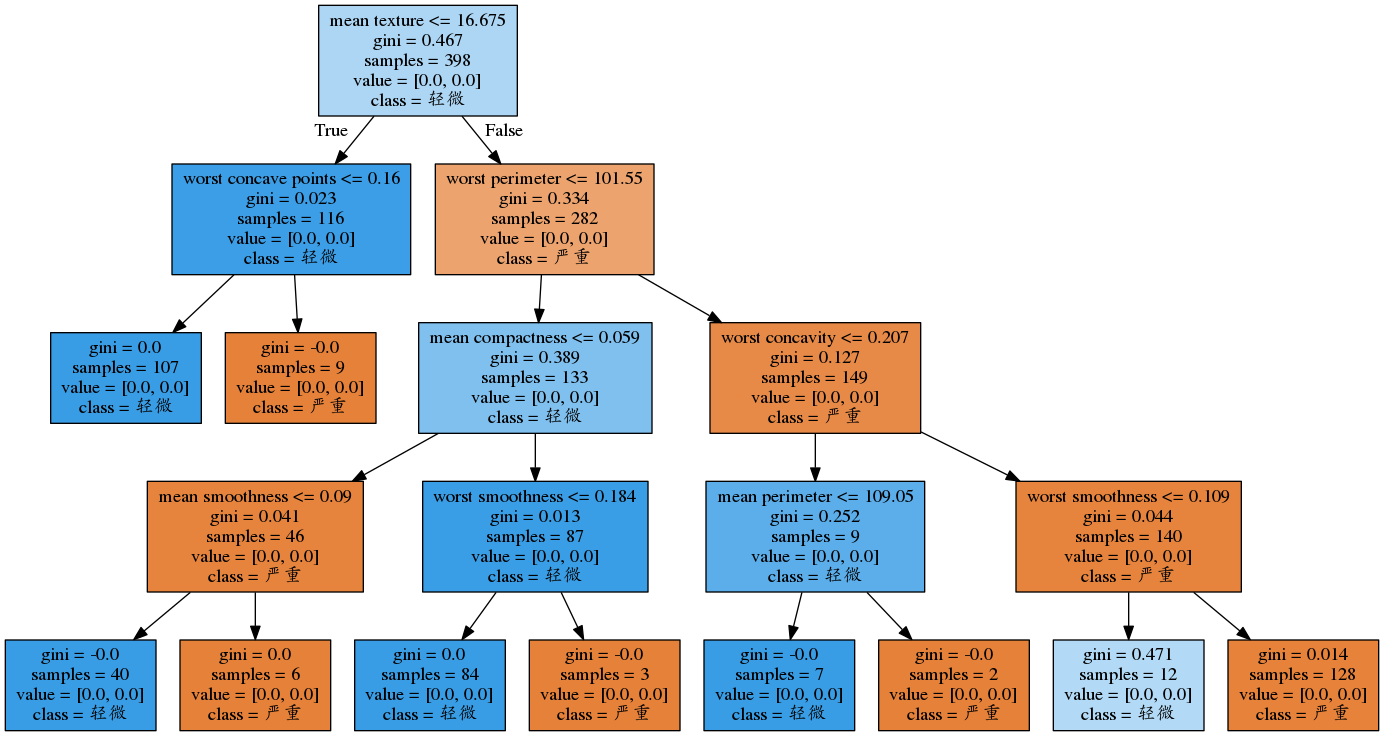 mean texture <= 16.675
gini = 0.467
samples = 398
value = [0.0, 0.0]
class = 轻微
True
False
worst concave points <= 0.16
gini = 0.023
samples = 116
value = [0.0, 0.0]
class = 轻微
worst perimeter <= 101.55
gini = 0.334
samples = 282
value = [0.0, 0.0]
class = 严重
gini = 0.0
samples = 107
value = [0.0, 0.0]
class = 轻微
gini = -0.0
samples = 9
value = [0.0, 0.0]
class = 严重
mean compactness <= 0.059
gini = 0.389
samples = 133
value = [0.0, 0.0]
class = 轻微
worst concavity <= 0.207
gini = 0.127
samples = 149
value = [0.0, 0.0]
class = 严重
mean smoothness <= 0.09
gini = 0.041
samples = 46
value = [0.0, 0.0]
class = 严重
worst smoothness <= 0.184
gini = 0.013
samples = 87
value = [0.0, 0.0]
class = 轻微
mean perimeter <= 109.05
gini = 0.252
samples = 9
value = [0.0, 0.0]
class = 轻微
worst smoothness <= 0.109
gini = 0.044
samples = 140
value = [0.0, 0.0]
class = 严重
gini = -0.0
samples = 40
value = [0.0, 0.0]
class = 轻微
gini = 0.0
samples = 6
value = [0.0, 0.0]
class = 严重
gini = 0.0
samples = 84
value = [0.0, 0.0]
class = 轻微
gini = -0.0
samples = 3
value = [0.0, 0.0]
class = 严重
gini = -0.0
samples = 7
value = [0.0, 0.0]
class = 轻微
gini = -0.0
samples = 2
value = [0.0, 0.0]
class = 严重
gini = 0.471
samples = 12
value = [0.0, 0.0]
class = 轻微
gini = 0.014
samples = 128
value = [0.0, 0.0]
class = 严重